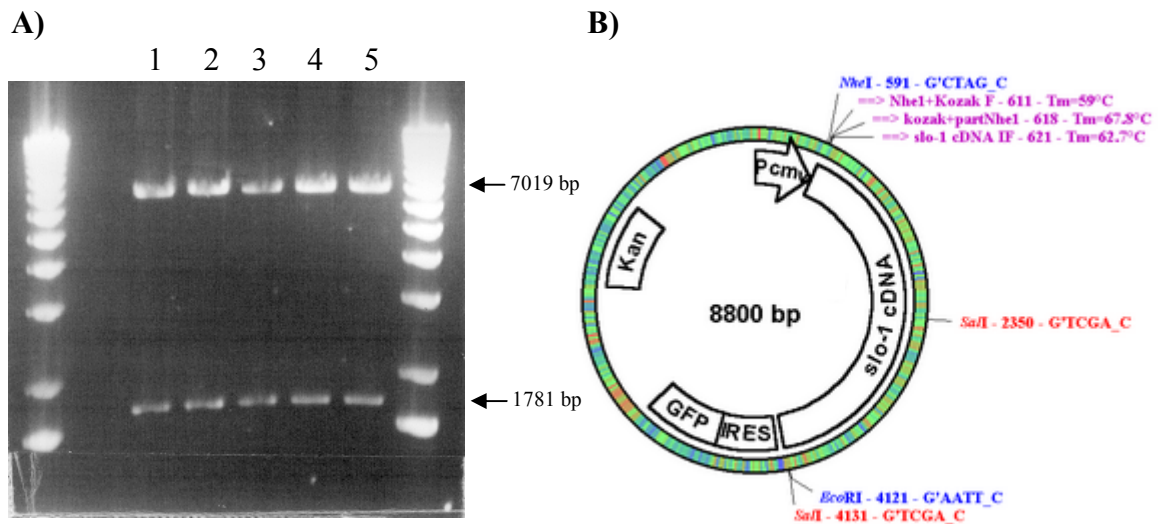 A)
1 2 3 4 5
7019 bp
1781 bp
B)
NheI - 591 - G'CTAG_C
==> Nhe1+Kozak F - 611 - Tm=59°C
==> kozak+partNhe1 - 618 - Tm=67.8°C
==> slo-1 cDNA IF - 621 - Tm=62.7°C
Pcmv
slo-1 cDNA
Kan
8800 bp
SalI - 2350 - G'TCGA_C
GFP
IRES
EcoRI - 4121 - G'AATT_C
SalI - 4131 - G'TCGA_C